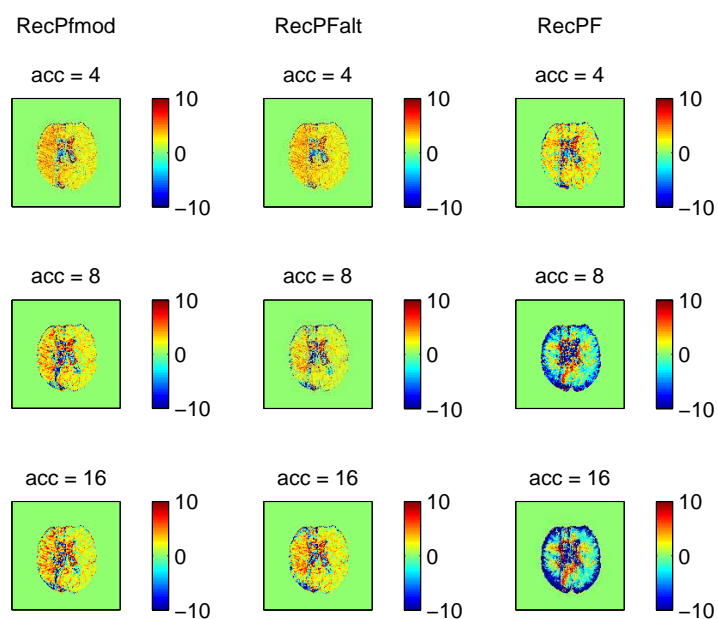 RecPfmod RecPFalt RecPF
acc = 4 acc = 4 acc = 4
10 10 10
0 0 0
−10 −10 −10
acc = 8 acc = 8 acc = 8
10 10 10
0 0 0
−10 −10 −10
acc = 16 acc = 16 acc = 16
10 10 10
0 0 0
−10 −10 −10